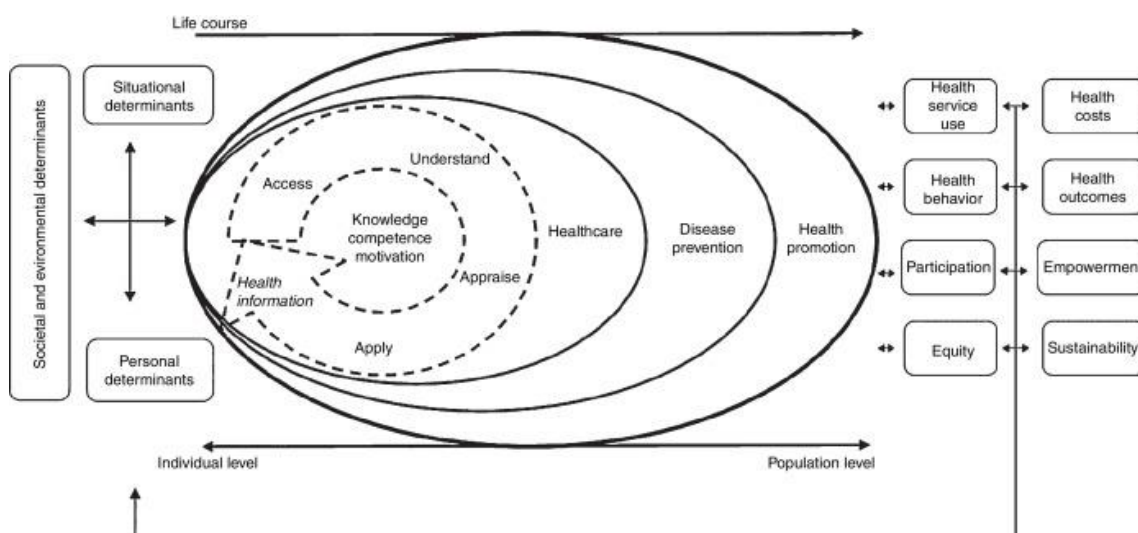 Life course
Societal and evironmental determinants
Situational
determinants
Personal
determinants
Access
Understand
Knowledge
competence
motivation
Health
information
Appraise
Apply
Healthcare
Disease
prevention
Health
promotion
Health
service
use
Health
costs
Health
behavior
Health
outcomes
Participation
Empowermen
Equity
Sustainability
Individual level
Population level